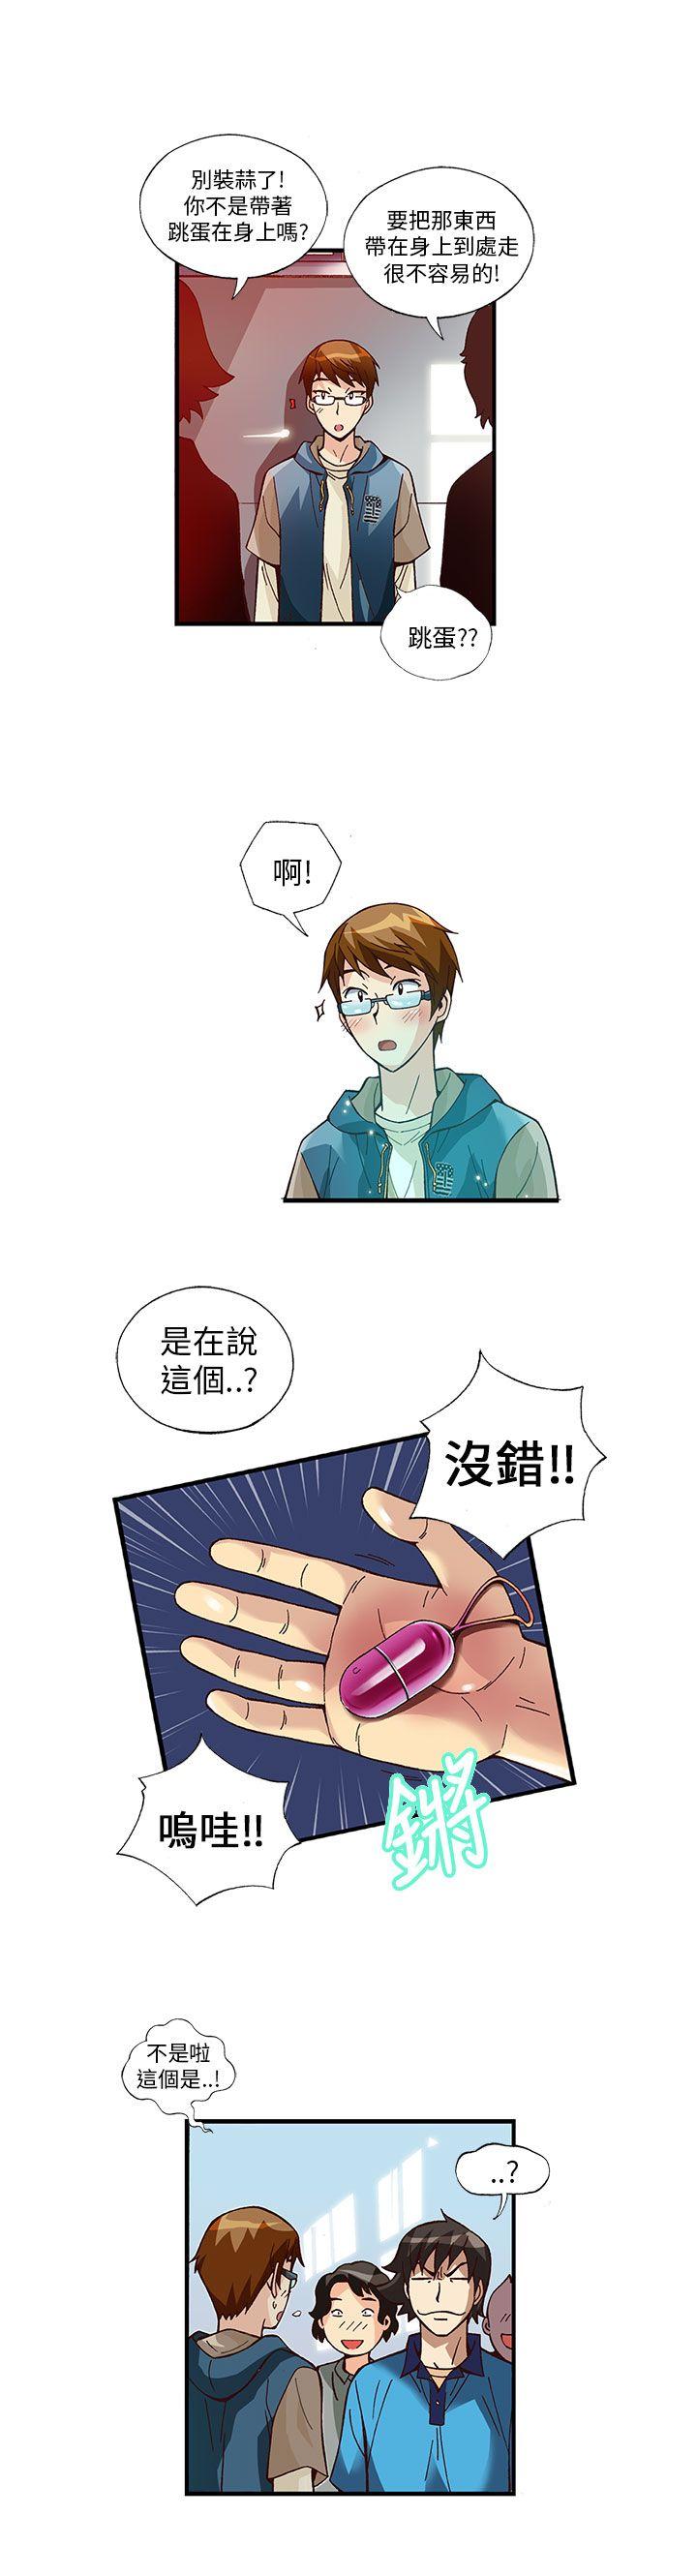 別裝蒜了!
你不是帶著
跳蛋在身上嗎?
要把那東西
帶在身上到處走
很不容易的!
跳蛋??
啊!
是在說
這個..?
沒錯!!
嗚哇!!
鏘
不是啦
這個是..!
..?